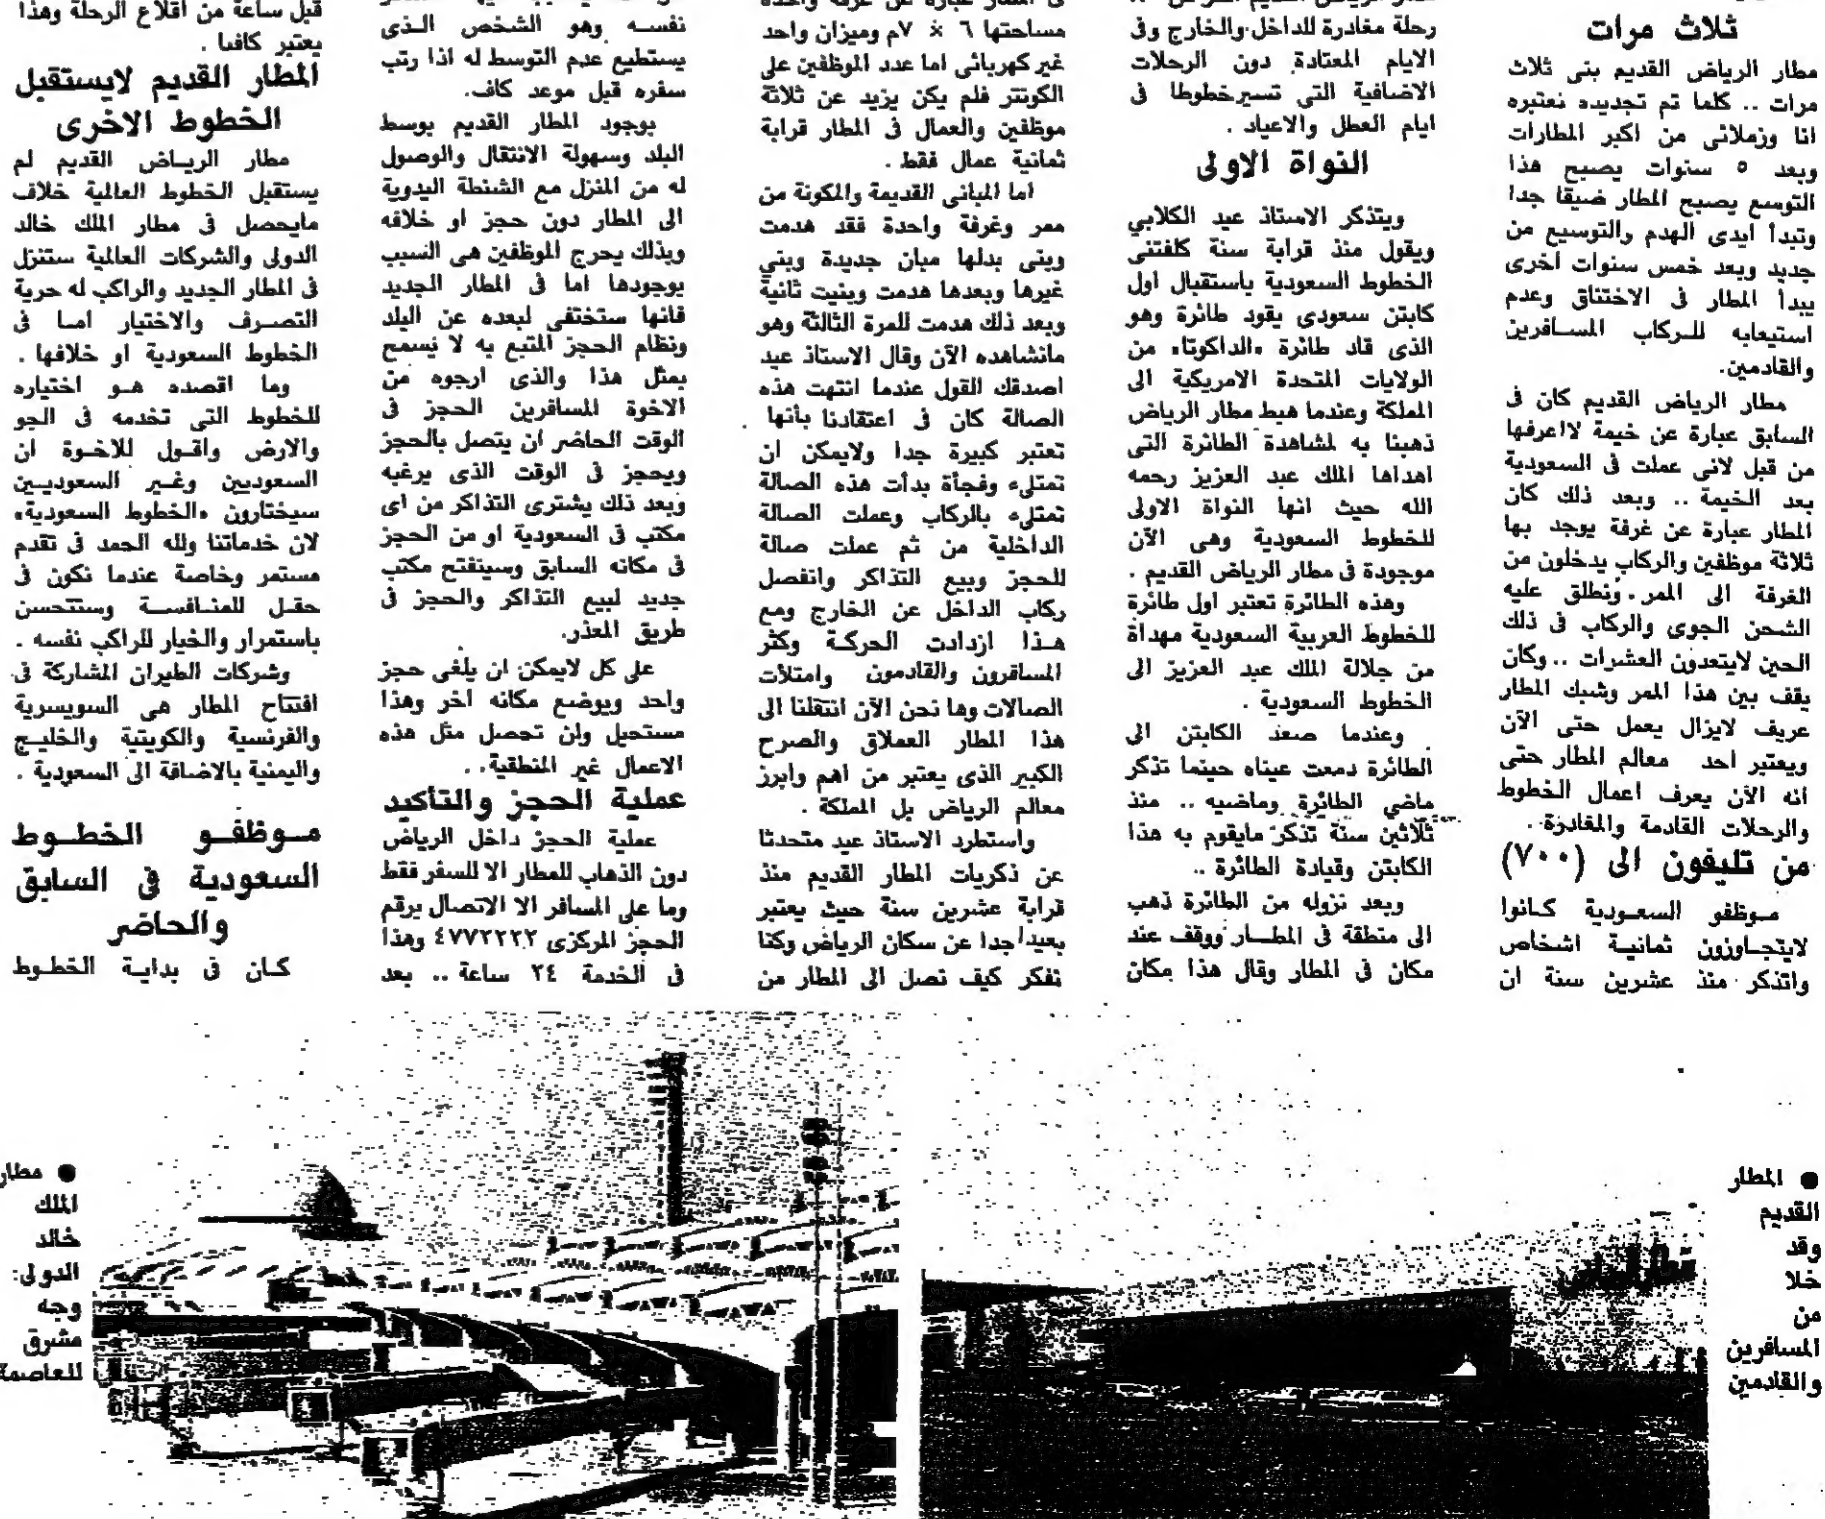 ثلاث مرات
مطار الرياض القديم بنى ثلاث
مرات .. كلما تم تجديده نعتبره
انا وزملائى من اكبر المطارات
وبعد ٥ سنوات يصبح هذا
التوسع يصبح المطار ضيقا جدا
وتبدأ ايدى الهدم والتوسيع من
جديد وبعد خمس سنوات أخرى
يبدأ المطار فى الاختناق وعدم
استيعابه للركاب المسافرين
والقادمين.
مطار الرياض القديم كان فى
السابق عبارة عن خيمة لااعرفها
من قبل لانى عملت فى السعودية
بعد الخيمة .. وبعد ذلك كان
المطار عبارة عن غرفة يوجد بها
ثلاثة موظفين والركاب يدخلون من
الغرفة الى الممر . ونطلق عليه
الشحن الجوى والركاب فى ذلك
الحين لايتعدون العشرات .. وكان
يقف بين هذا الممر وشبك المطار
عريف لايزال يعمل حتى الآن
ويعتبر احد معالم المطار حتى
انه الآن يعرف اعمال الخطوط
والرحلات القادمة والمغادرة .
من تليفون الى (٧٠٠)
موظفو السعودية كانوا
لايتجاوزون ثمانية اشخاص
واتذكر منذ عشرين سنة ان
رحلة مغادرة للداخل والخارج وفى
الايام المعتادة دون الرحلات
الاضافية التى تسيرخطوطا فى
ايام العطل والاعياد .
النواة الاولى
ويتذكر الاستاذ عيد الكلابي
ويقول منذ قرابة سنة كلفتنى
الخطوط السعودية باستقبال اول
كابتن سعودى يقود طائرة وهو
الذى قاد طائرة «الداكوتا» من
الولايات المتحدة الامريكية الى
المملكة وعندما هبط مطار الرياض
ذهبنا به لمشاهدة الطائرة التى
اهداها الملك عبد العزيز رحمه
الله حيث انها النواة الاولى
للخطوط السعودية وهى الآن
موجودة فى مطار الرياض القديم .
وهذه الطائرة تعتبر اول طائرة
للخطوط العربية السعودية مهداة
من جلالة الملك عبد العزيز الى
الخطوط السعودية .
وعندما صعد الكابتن الى
الطائرة دمعت عيناه حينما تذكر
ماضي الطائرة وماضيه .. منذ
ثلاثين سنة تذكر مايقوم به هذا
الكابتن وقيادة الطائرة ..
وبعد نزوله من الطائرة ذهب
الى منطقة فى المطار ووقف عند
مكان فى المطار وقال هذا مكان
فى المطار عبارة عن غرفة واحدة
مساحتها ٦ × ٧م وميزان واحد
غير كهربائى اما عدد الموظفين على
الكونتر فلم يكن يزيد عن ثلاثة
موظفين والعمال فى المطار قرابة
ثمانية عمال فقط .
اما المبانى القديمة والمكونة من
ممر وغرفة واحدة فقد هدمت
وبنى بدلها مبان جديدة وبني
غيرها وبعدها هدمت وبنيت ثانية
وبعد ذلك هدمت للمرة الثالثة وهو
مانشاهده الآن وقال الاستاذ عيد
اصدقك القول عندما انتهت هذه
الصالة كان فى اعتقادنا بأنها
تعتبر كبيرة جدا ولايمكن ان
تمتلىء وفجأة بدأت هذه الصالة
تمتلىء بالركاب وعملت الصالة
الداخلية من ثم عملت صالة
للحجز وبيع التذاكر وانفصل
ركاب الداخل عن الخارج ومع
هذا ازدادت الحركة وكثر
المسافرون والقادمون وامتلأت
الصالات وها نحن الآن انتقلنا الى
هذا المطار العملاق والصرح
الكبير الذى يعتبر من اهم وابرز
معالم الرياض بل المملكة .
واستطرد الاستاذ عيد متحدثا
عن ذكريات المطار القديم منذ
قرابة عشرين سنة حيث يعتبر
بعيدا جدا عن سكان الرياض وكنا
نفكر كيف نصل الى المطار من
نفسه وهو الشخص الذى
يستطيع عدم التوسط له اذا رتب
سفره قبل موعد كاف.
بوجود المطار القديم بوسط
البلد وسهولة الانتقال والوصول
له من المنزل مع الشنطة اليدوية
الى المطار دون حجز او خلافه
وبذلك يحرج الموظفين هى السبب
بوجودها اما فى المطار الجديد
فانها ستختفى لبعده عن البلد
ونظام الحجز المتبع به لا يسمح
بمثل هذا والذى ارجوه من
الاخوة المسافرين الحجز فى
الوقت الحاضر ان يتصل بالحجز
ويحجز فى الوقت الذى يرغبه
وبعد ذلك يشترى التذاكر من اى
مكتب فى السعودية او من الحجز
فى مكانه السابق وسينفتح مكتب
جديد لبيع التذاكر والحجز فى
طريق المعذر.
على كل لايمكن ان يلغى حجز
واحد ويوضع مكانه آخر وهذا
مستحيل ولن تحصل مثل هذه
الاعمال غير المنطقية. .
عملية الحجز والتأكيد
عملية الحجز داخل الرياض
دون الذهاب للمطار الا للسفر فقط
وما على المسافر الا الاتصال برقم
الحجز المركزى ٤٧٧٢٢٢٢ وهذا
فى الخدمة ٢٤ ساعة .. بعد
قبل ساعة من اقلاع الرحلة وهذا
يعتبر كافيا .
المطار القديم لايستقبل
الخطوط الاخرى
مطار الرياض القديم لم
يستقبل الخطوط العالمية خلاف
مايحصل فى مطار الملك خالد
الدولى والشركات العالمية ستنزل
فى المطار الجديد والراكب له حرية
التصرف والاختيار اما فى
الخطوط السعودية او خلافها .
وما اقصده هو اختياره
للخطوط التى تخدمه فى الجو
والارض واقول للاخوة ان
السعوديين وغير السعوديين
سيختارون «الخطوط السعودية»
لان خدماتنا ولله الحمد فى تقدم
مستمر وخاصة عندما نكون فى
حقل للمنافسة وستتحسن
باستمرار والخيار للراكب نفسه .
وشركات الطيران المشاركة فى
افتتاح المطار هى السويسرية
والفرنسية والكويتية والخليج
واليمنية بالاضافة الى السعودية .
موظفو الخطوط
السعودية فى السابق
والحاضر
كان فى بداية الخطوط
● المطار
القديم
وقد
خلا
من
المسافرين
والقادمين
● مطار
الملك
خالد
الدولى:
وجه
مشرق
للعاصمة